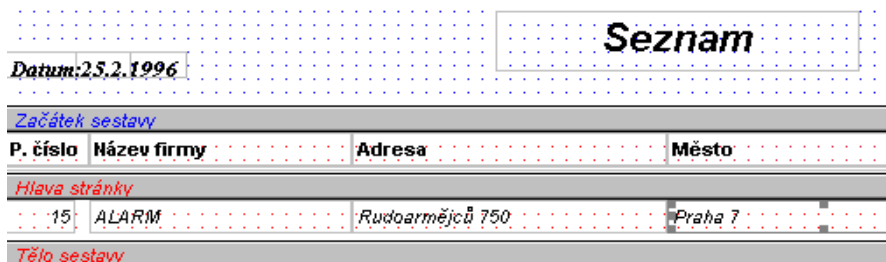 Seznam
Datum:25.2.1996
Začátek sestavy
P. číslo Název firmy Adresa Město
Hlava stránky
15 ALARM Rudoarmějců 750 Praha 7
Tělo sestavy